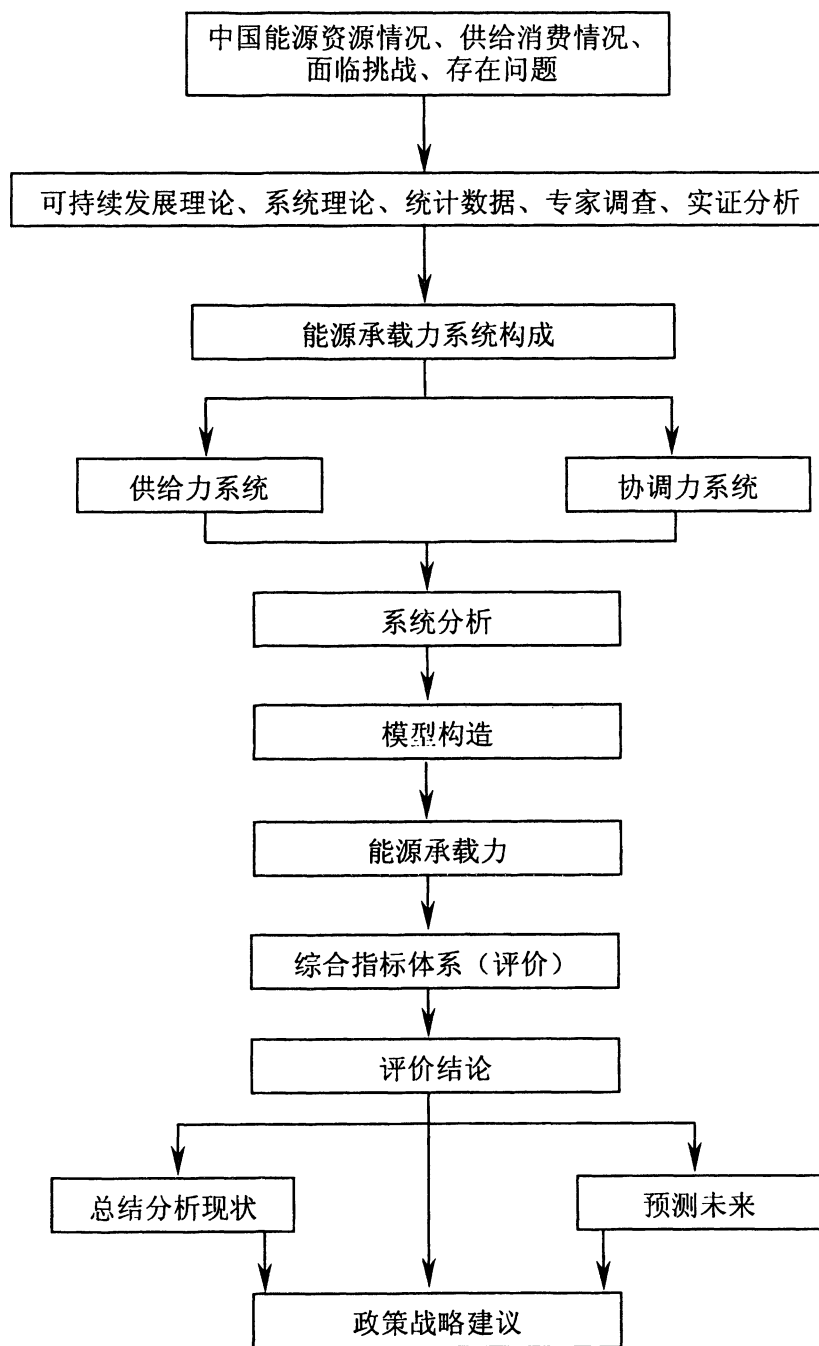 中国能源资源情况、供给消费情况、
面临挑战、存在问题
可持续发展理论、系统理论、统计数据、专家调查、实证分析
能源承载力系统构成
供给力系统
协调力系统
系统分析
模型构造
能源承载力
综合指标体系（评价）
评价结论
总结分析现状
预测未来
政策战略建议